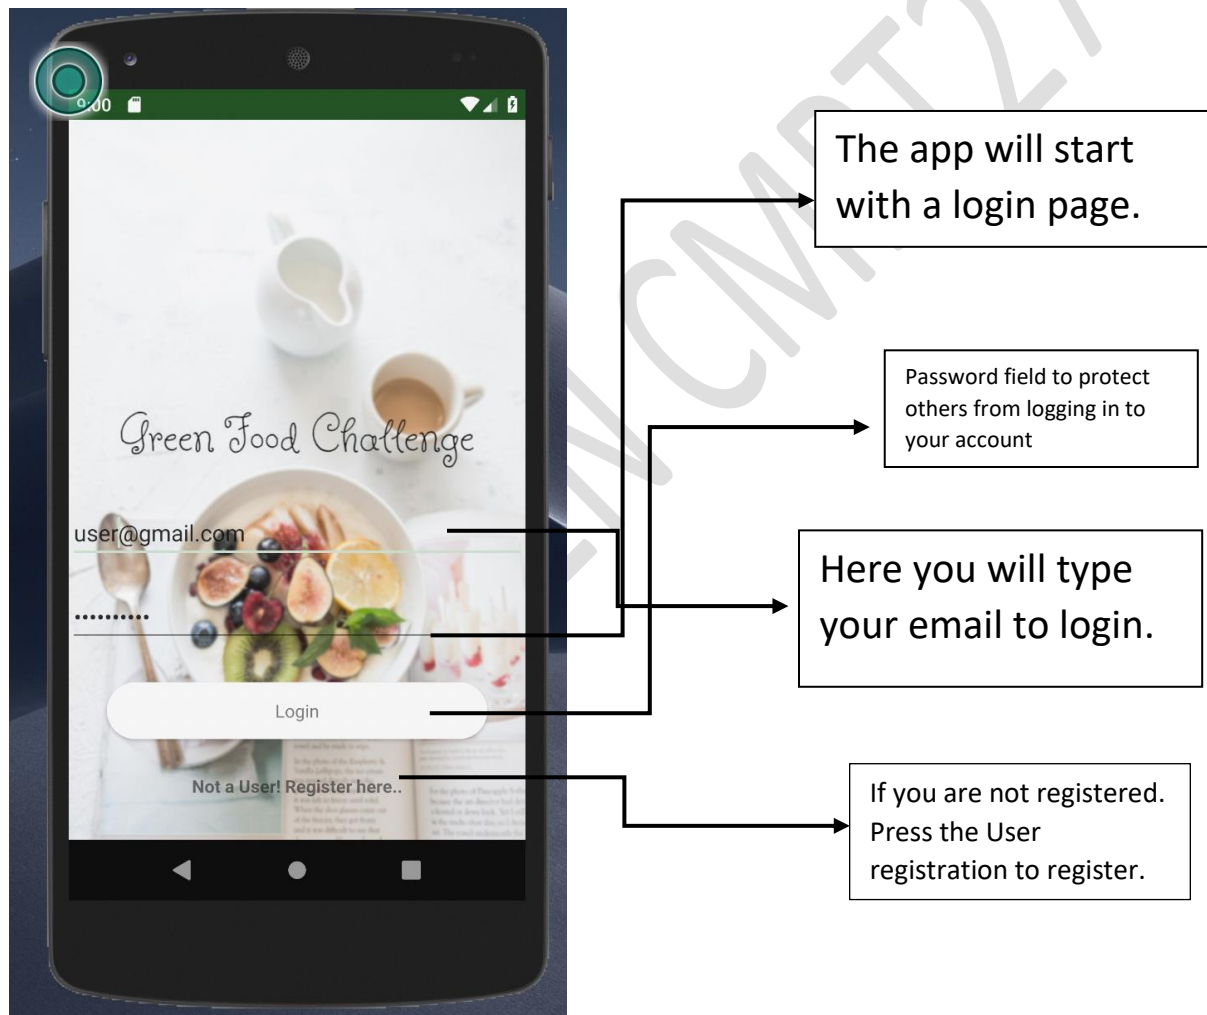 9:00
Green Food Challenge
user@gmail.com
Login
Not a User! Register here..
The app will start
with a login page.
Password field to protect
others from logging in to
your account
Here you will type
your email to login.
If you are not registered.
Press the User
registration to register.
CMPT27